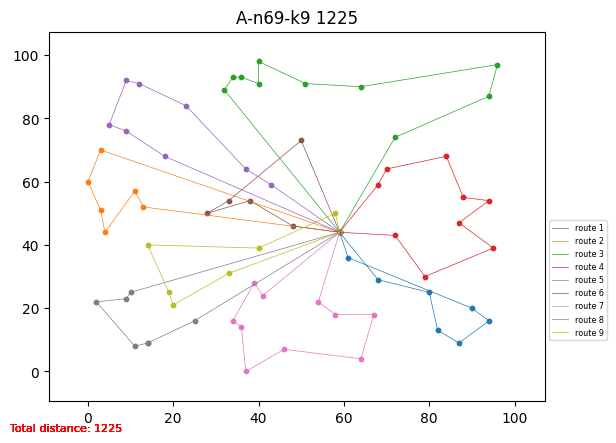 A-n69-k9 1225
100
80
60
40
20
0
0 20 40 60 80 100
route 1
route 2
route 3
route 4
route 5
route 6
route 7
route 8
route 9
Total distance: 1225